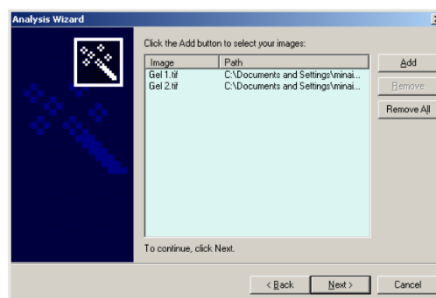 Analysis Wizard
Click the Add button to select your images:
Image Path
Gel 1.tif C:\Documents and Settings\minai...
Gel 2.tif C:\Documents and Settings\minai...
Add
Remove
Remove All
To continue, click Next.
< Back Next > Cancel